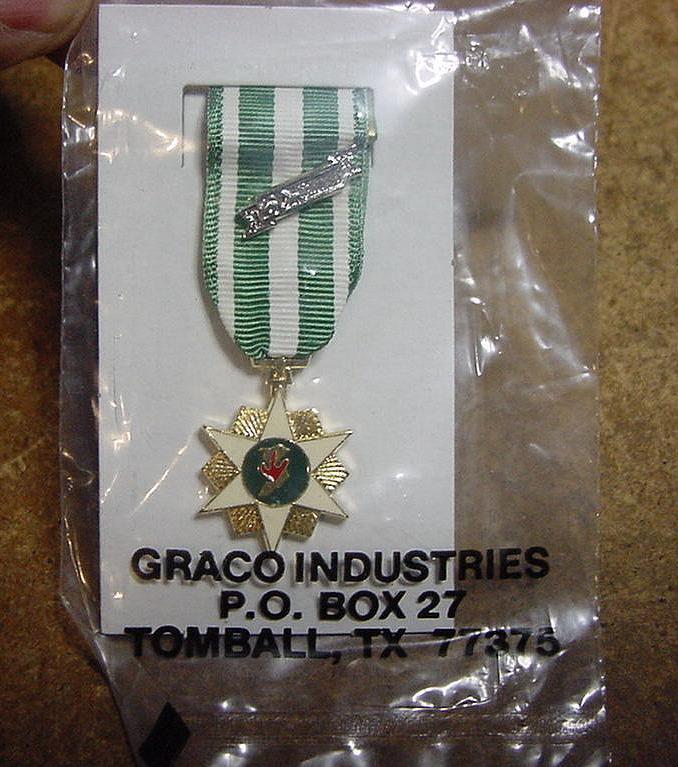 GRACO INDUSTRIES
P.O. BOX 27
TOMBALL, TX 77375